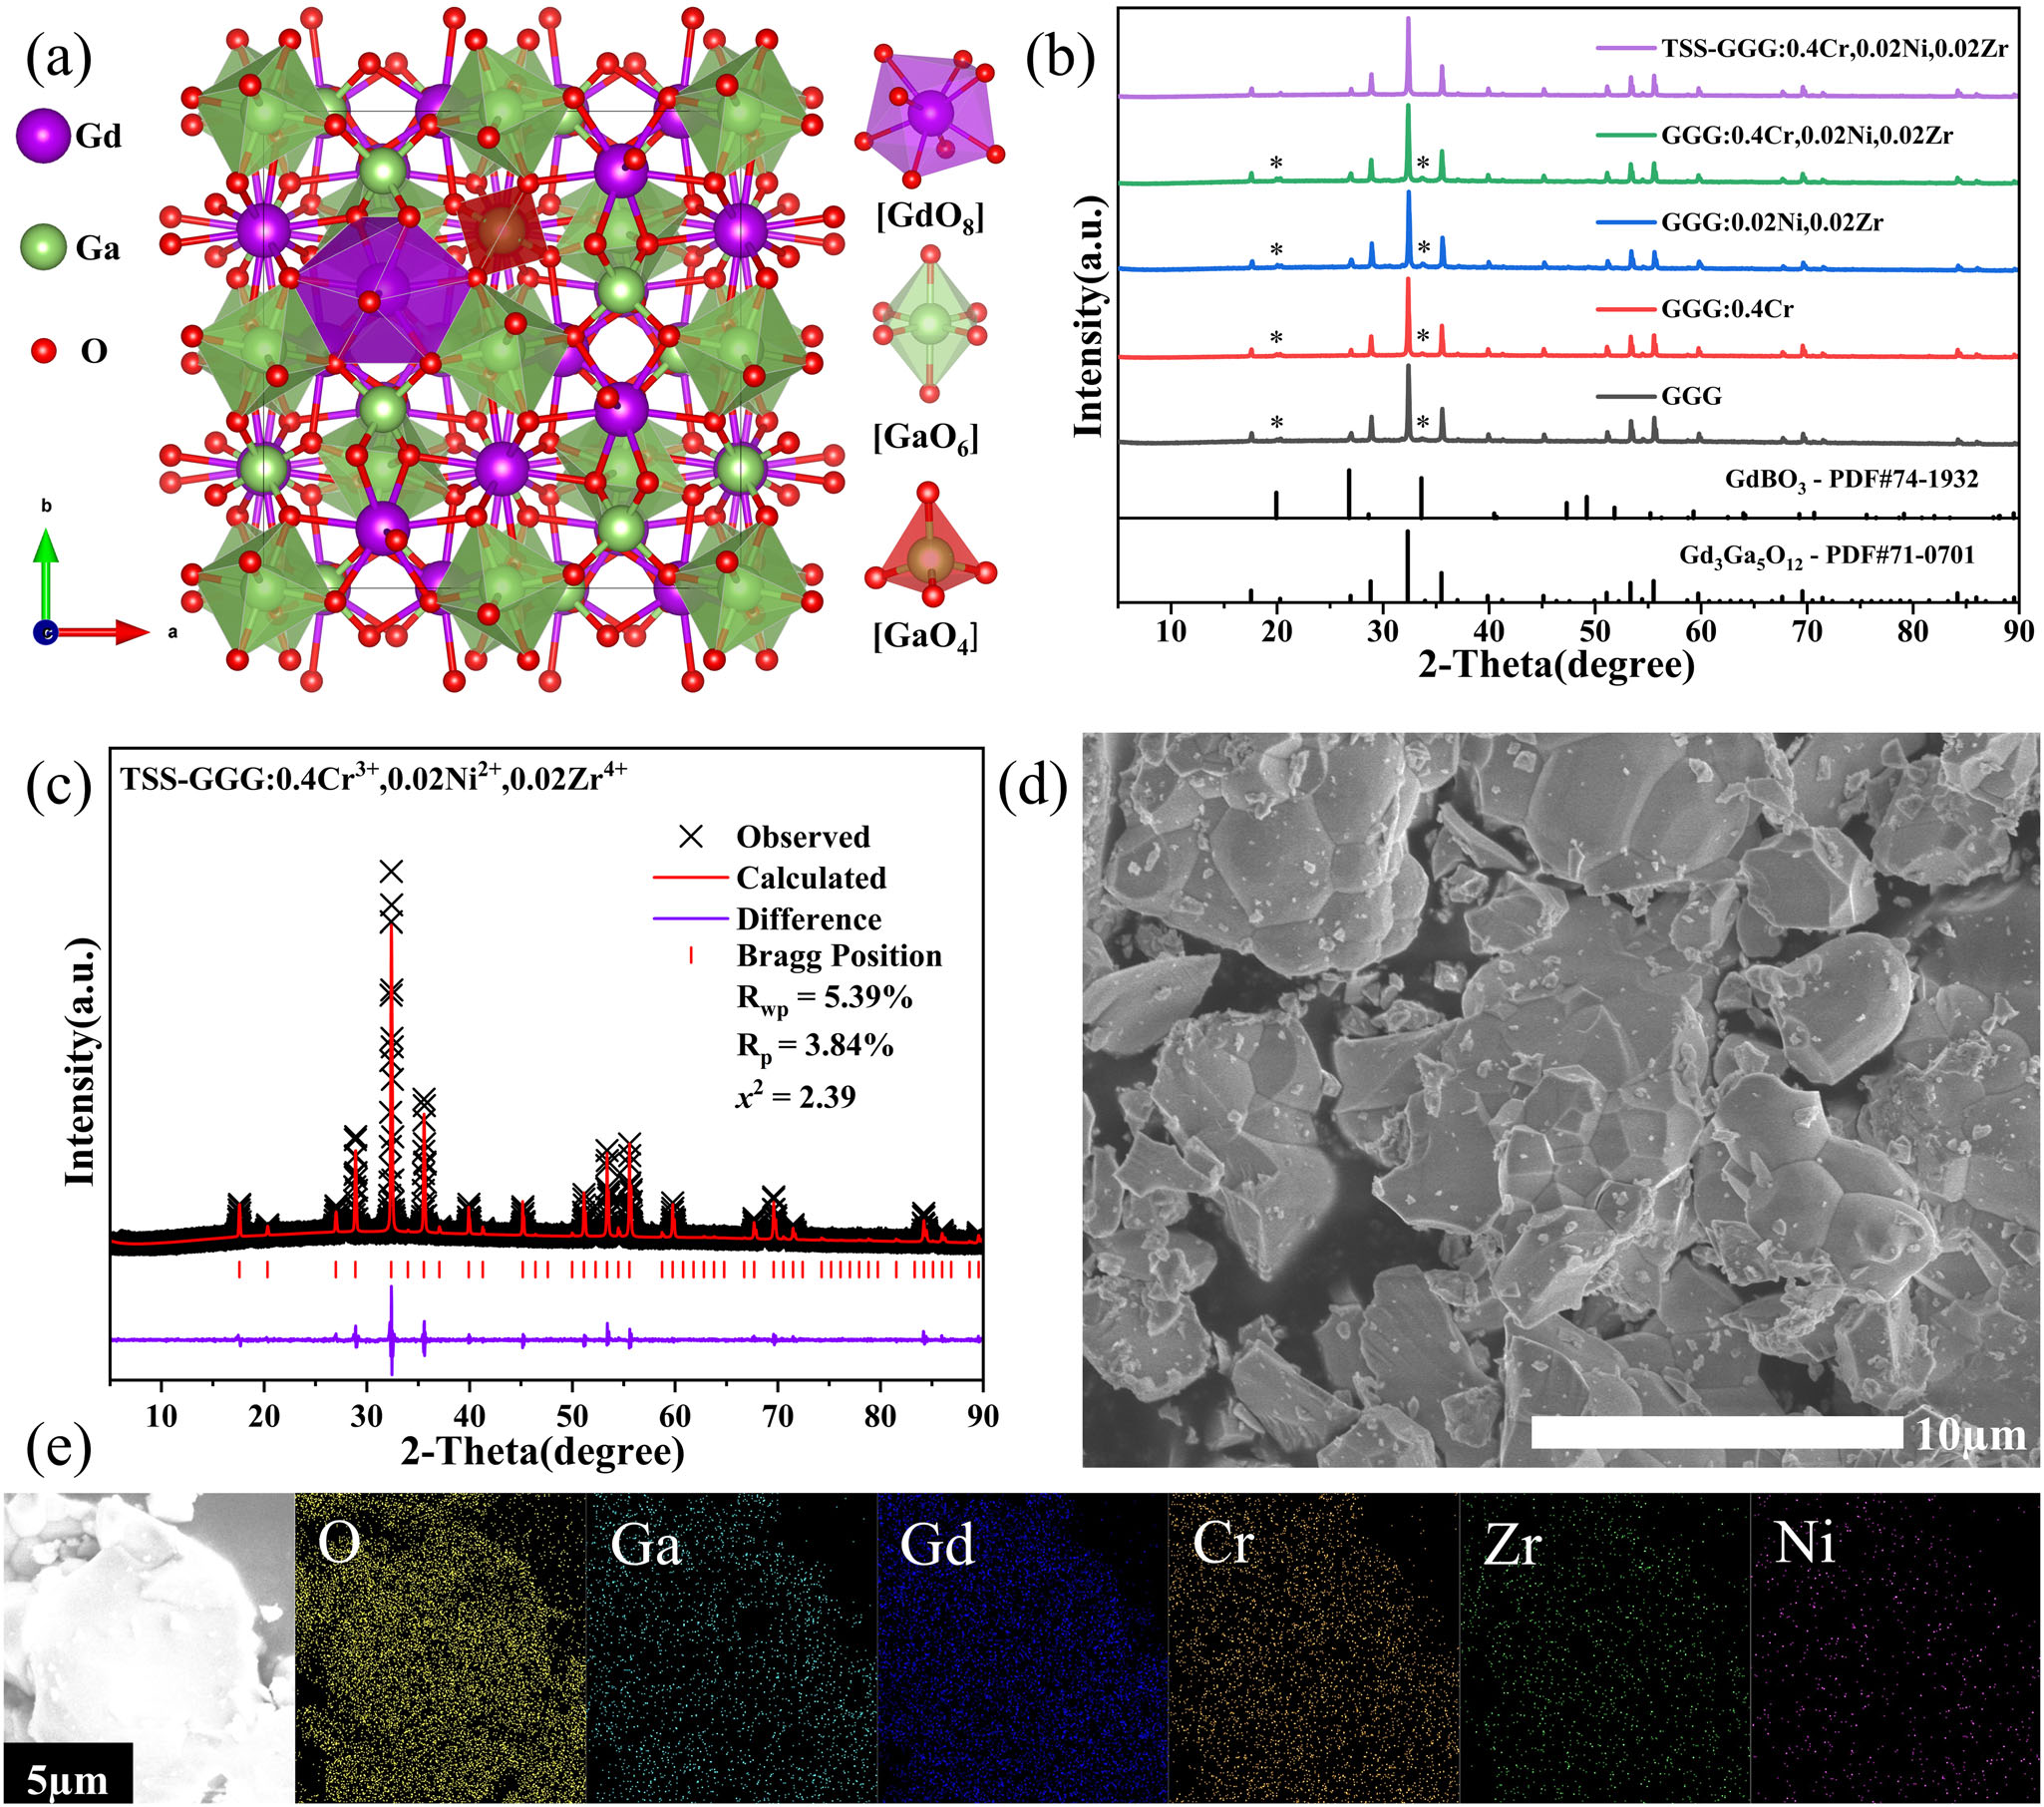 (a)
Gd
Ga
O
b
c
a
[GdO₈]
[GaO₆]
[GaO₄]
(b)
Intensity(a.u.)
TSS-GGG:0.4Cr,0.02Ni,0.02Zr
GGG:0.4Cr,0.02Ni,0.02Zr
* *
GGG:0.02Ni,0.02Zr
* *
GGG:0.4Cr
* *
GGG
* *
GdBO₃ - PDF#74-1932
Gd₃Ga₅O₁₂ - PDF#71-0701
10 20 30 40 50 60 70 80 90
2-Theta(degree)
(c)
TSS-GGG:0.4Cr³⁺,0.02Ni²⁺,0.02Zr⁴⁺
Observed
Calculated
Difference
Bragg Position
R_wp = 5.39%
R_p = 3.84%
x² = 2.39
Intensity(a.u.)
10 20 30 40 50 60 70 80 90
2-Theta(degree)
(d)
10μm
(e)
5μm
O
Ga
Gd
Cr
Zr
Ni